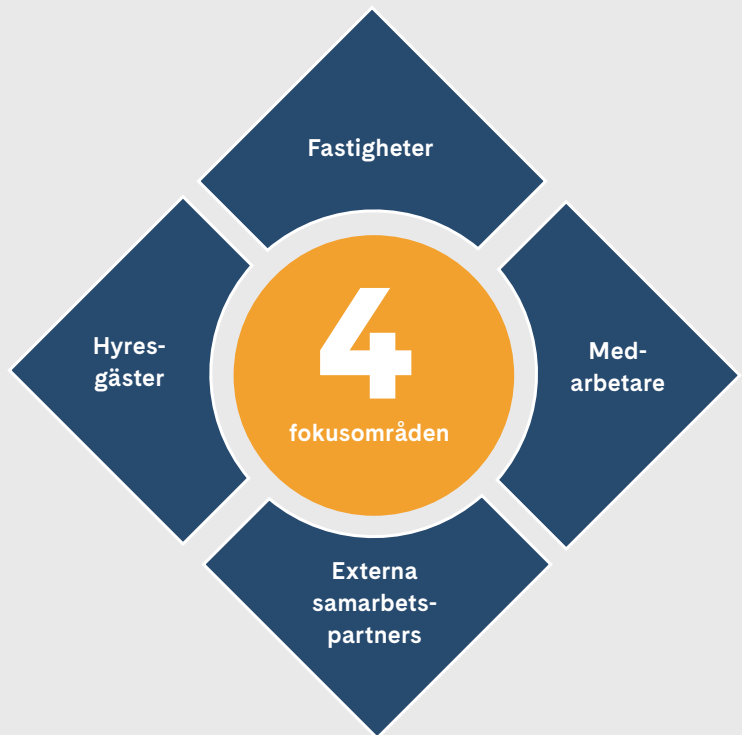 Fastigheter
Hyres-
gäster
4
fokusområden
Med-
arbetare
Externa
samarbets-
partners